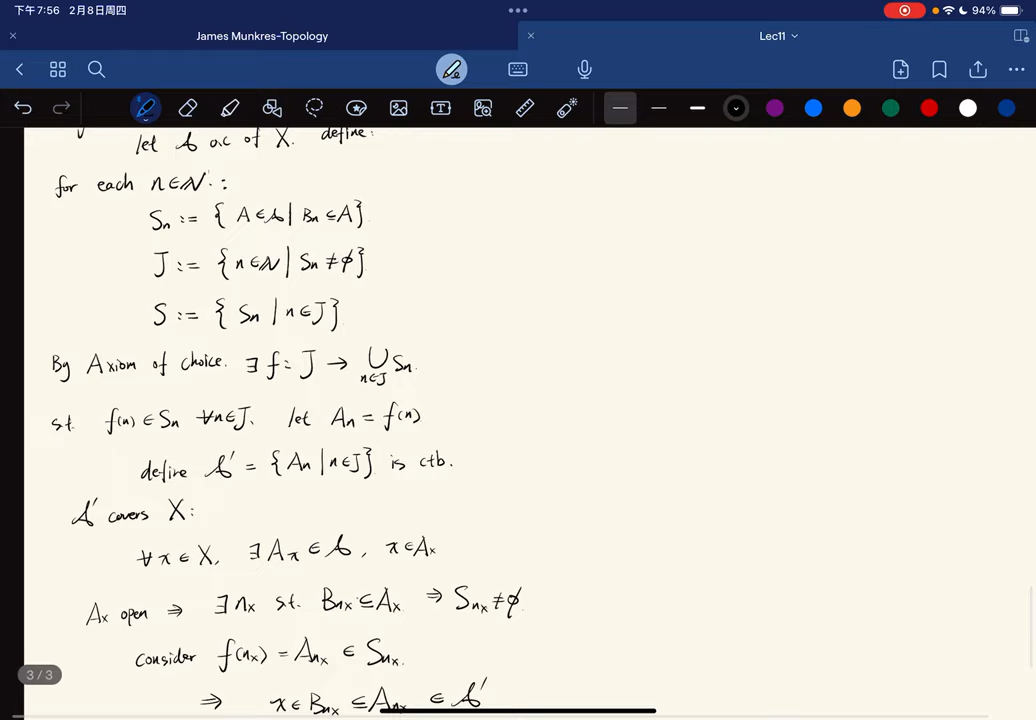 下午7:56 2月8日周四
94%
James Munkres-Topology
Lec11
let 𝒜 o.c of X. define:
for each n∈ℕ:
Sn := { A∈𝒜 | Bn ⊆ A }
J := { n∈ℕ | Sn ≠ ∅ }
S := { Sn | n∈J }
By Axiom of choice. ∃ f: J → ⋃_{n∈J} Sn.
st. f(n) ∈ Sn ∀n∈J. let An = f(n)
define 𝒜' = { An | n∈J } is ctb.
𝒜' covers X:
∀x∈X, ∃Ax ∈ 𝒜, x∈Ax
Ax open ⇒ ∃ nx st. Bnx ⊆ Ax ⇒ Snx ≠ ∅.
consider f(nx) = Anx ∈ Snx.
⇒ x∈ Bnx ⊆ Anx ∈ 𝒜'
3 / 3